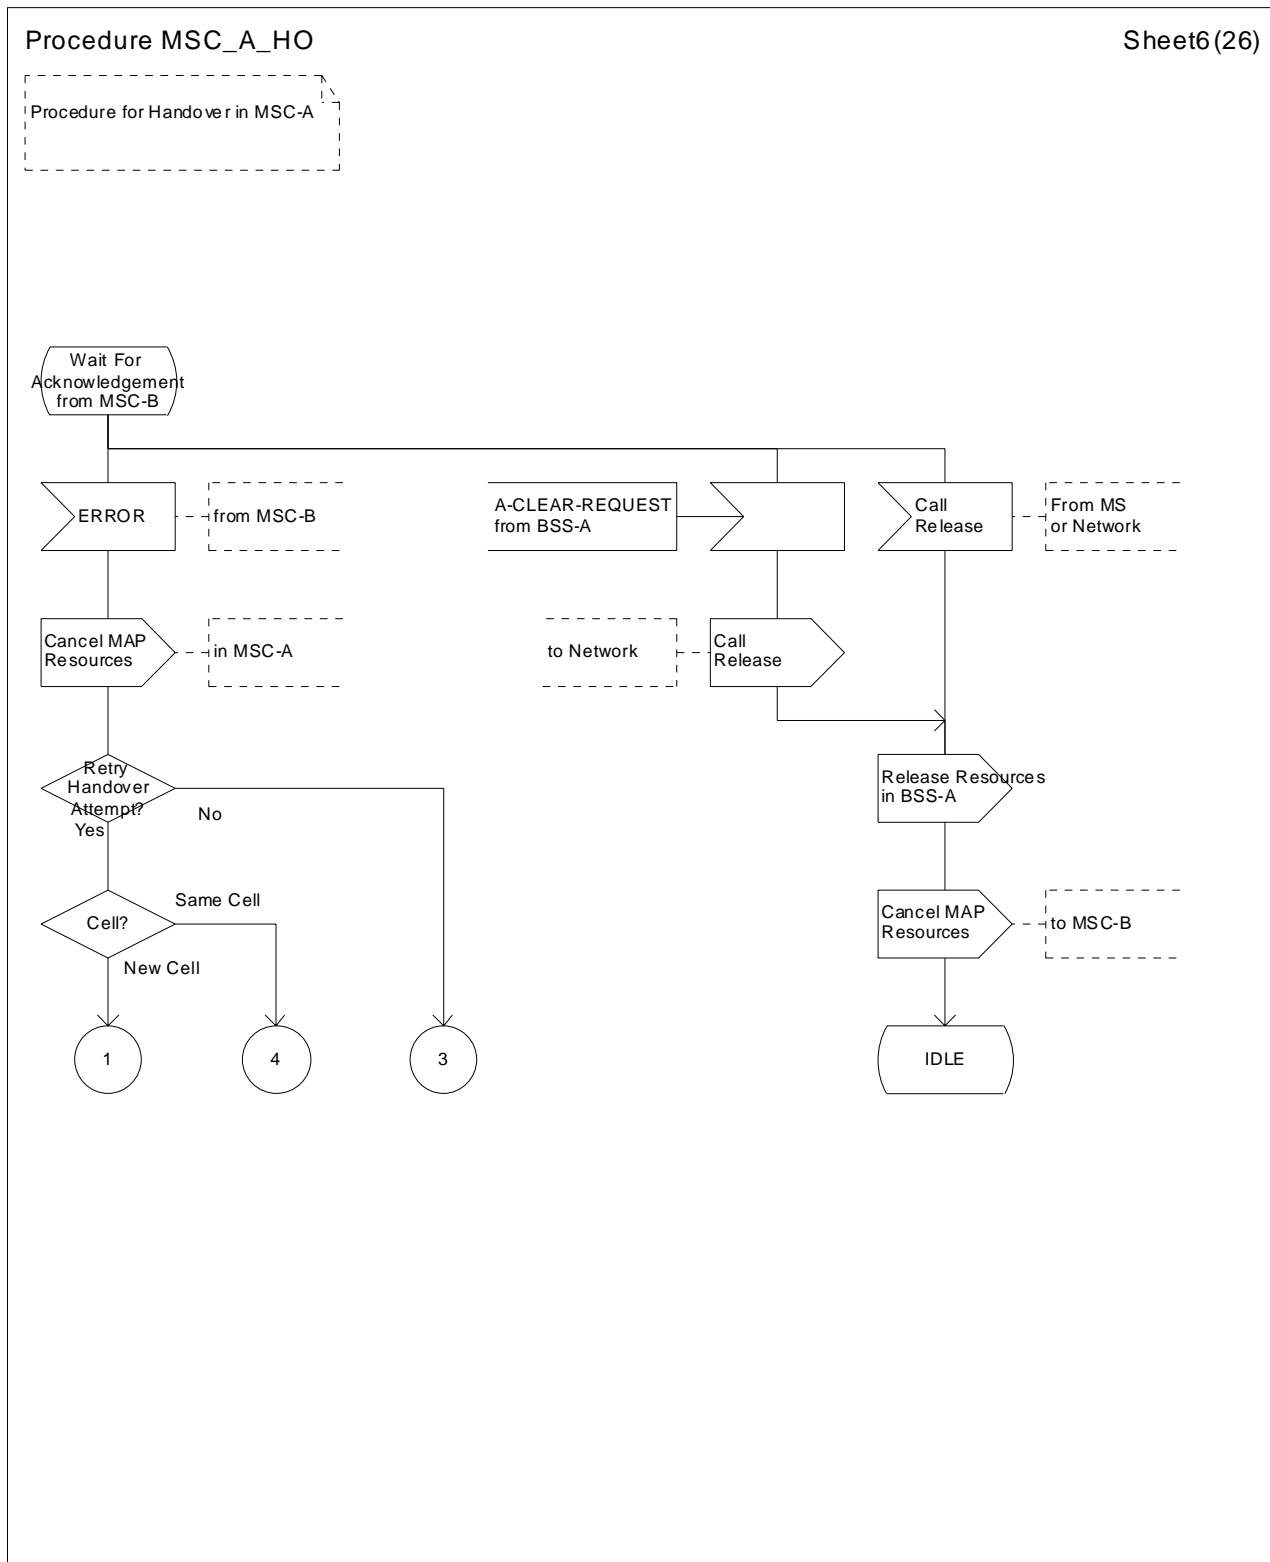 Procedure MSC_A_HO
Sheet6(26)
Procedure for Handover in MSC-A
Wait For
Acknowledgement
from MSC-B
ERROR
from MSC-B
A-CLEAR-REQUEST
from BSS-A
Call
Release
From MS
or Network
Cancel MAP
Resources
in MSC-A
to Network
Call
Release
Retry
Handover
Attempt?
Yes
No
Release Resources
in BSS-A
Same Cell
Cell?
New Cell
Cancel MAP
Resources
to MSC-B
1
4
3
IDLE